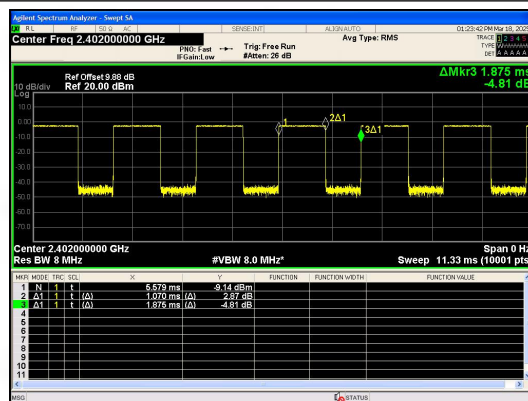 Agilent Spectrum Analyzer - Swept SA
RL RF 50 Ω AC SENSE:INT ALIGN AUTO 01:23:42 PM Mar 18, 202
Center Freq 2.402000000 GHz
PNO: Fast
IFGain:Low
Trig: Free Run
#Atten: 26 dB
Avg Type: RMS
TRACE 1 2 3 4 5
TYPE
DET A A A A A
Ref Offset 9.88 dB
10 dB/div Ref 20.00 dBm
ΔMkr3 1.875 ms
-4.81 dB
Log
10.0
0.00
-10.0
-20.0
-30.0
-40.0
-50.0
-60.0
-70.0
1
2Δ1
3Δ1
Center 2.402000000 GHz Span 0 Hz
Res BW 8 MHz #VBW 8.0 MHz* Sweep 11.33 ms (10001 pts
MKR MODE TRC SCL X Y FUNCTION FUNCTION WIDTH FUNCTION VALUE
1 N 1 t 5.579 ms -9.14 dBm
2 Δ1 1 t (Δ) 1.070 ms (Δ) 2.87 dB
3 Δ1 1 t (Δ) 1.875 ms (Δ) -4.81 dB
4
5
6
7
8
9
10
11
MSG STATUS